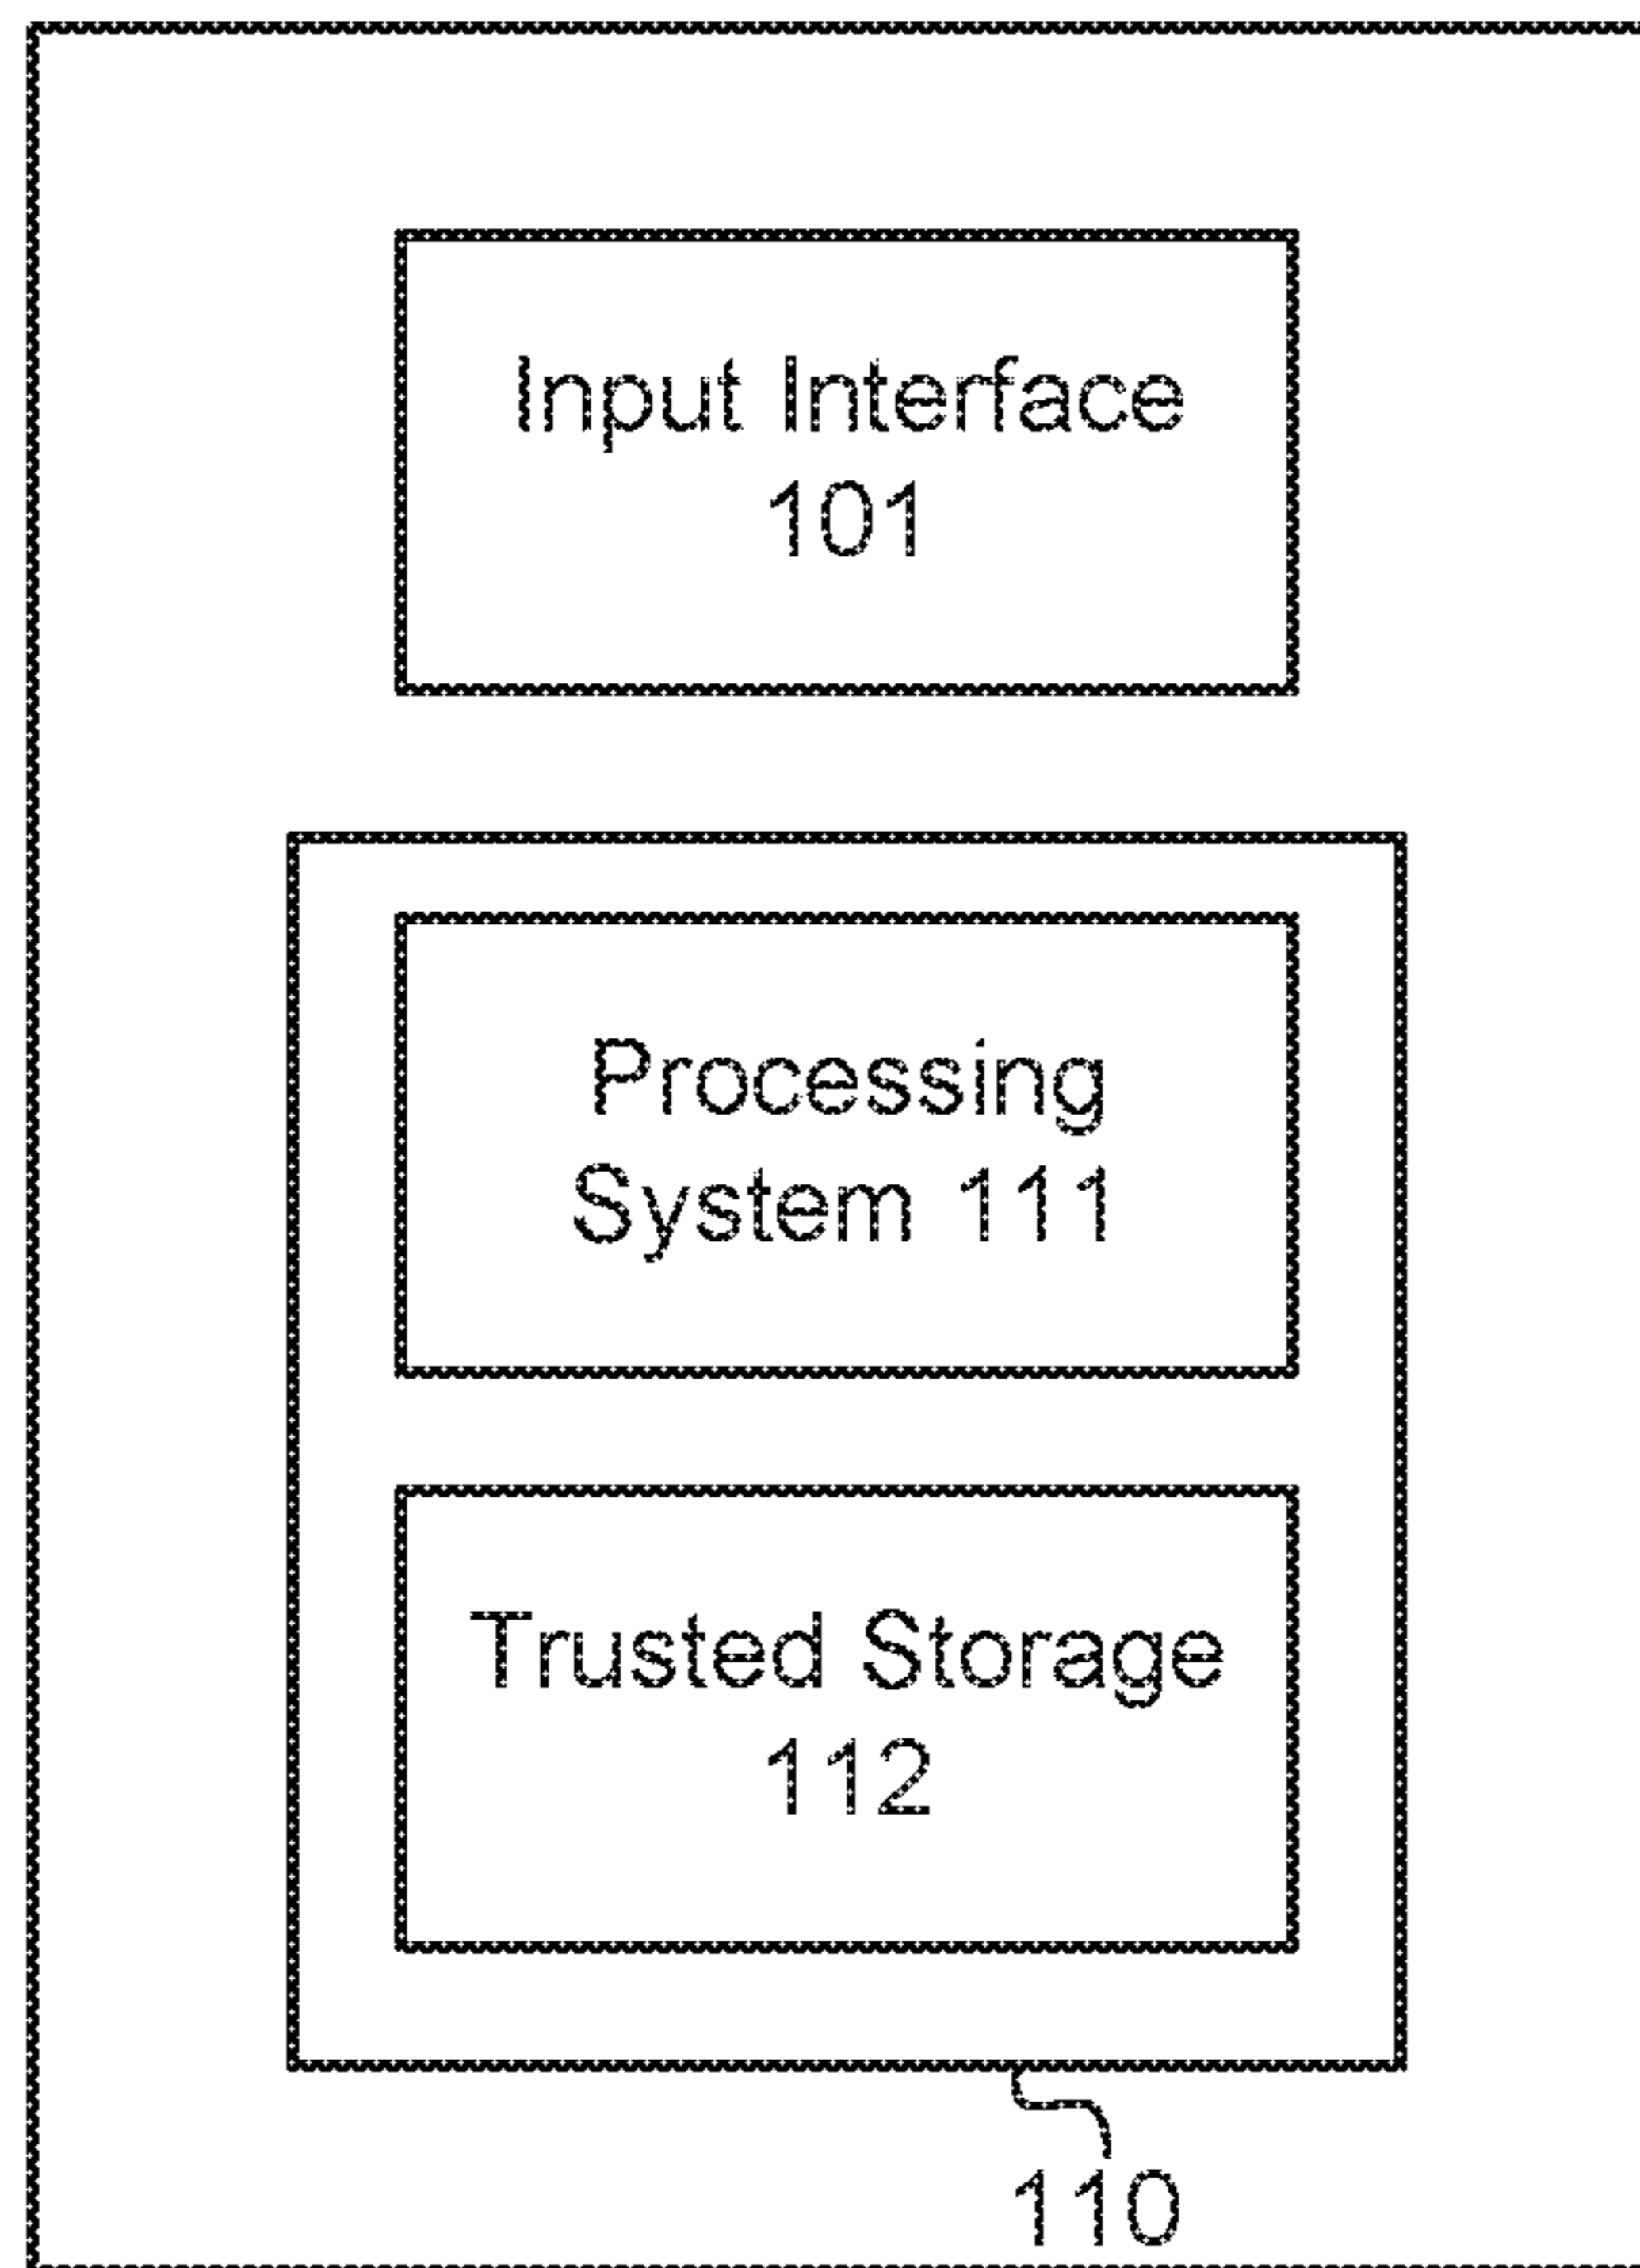 Input Interface
101
Processing
System 111
Trusted Storage
112
110